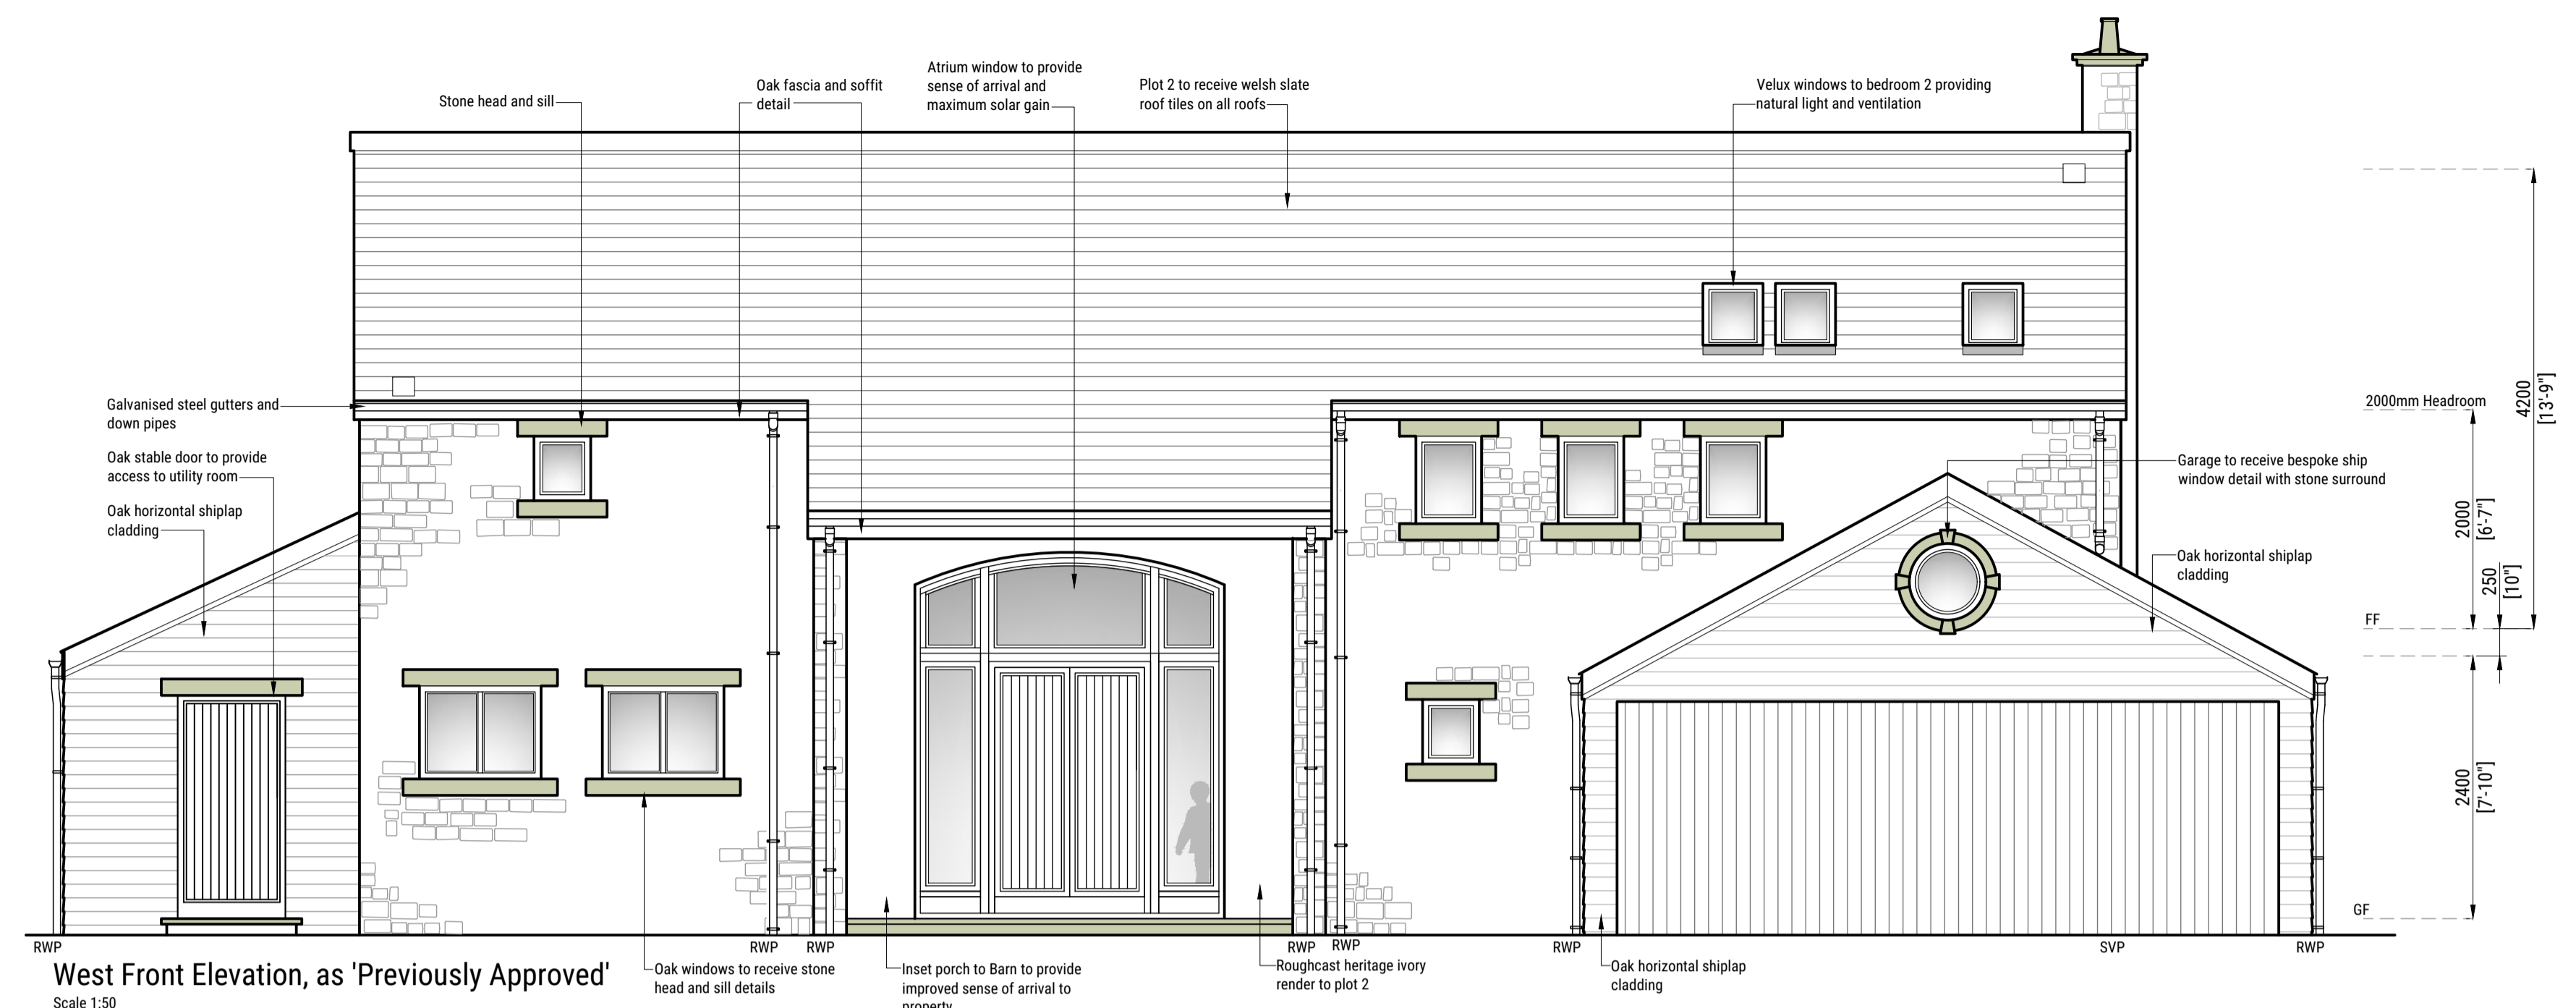 Atrium window to provide
sense of arrival and
maximum solar gain
Oak fascia and soffit
detail
Plot 2 to receive welsh slate
roof tiles on all roofs
Velux windows to bedroom 2 providing
natural light and ventilation
Stone head and sill
Galvanised steel gutters and
down pipes
Oak stable door to provide
access to utility room
Oak horizontal shiplap
cladding
2000mm Headroom
4200
[13'-9"]
Garage to receive bespoke ship
window detail with stone surround
2000
[6'-7"]
Oak horizontal shiplap
cladding
250
[10"]
FF
2400
[7'-10"]
GF
RWP
RWP
RWP
RWP
RWP
RWP
SVP
RWP
West Front Elevation, as 'Previously Approved'
Scale 1:50
Oak windows to receive stone
head and sill details
Inset porch to Barn to provide
improved sense of arrival to
property
Roughcast heritage ivory
render to plot 2
Oak horizontal shiplap
cladding